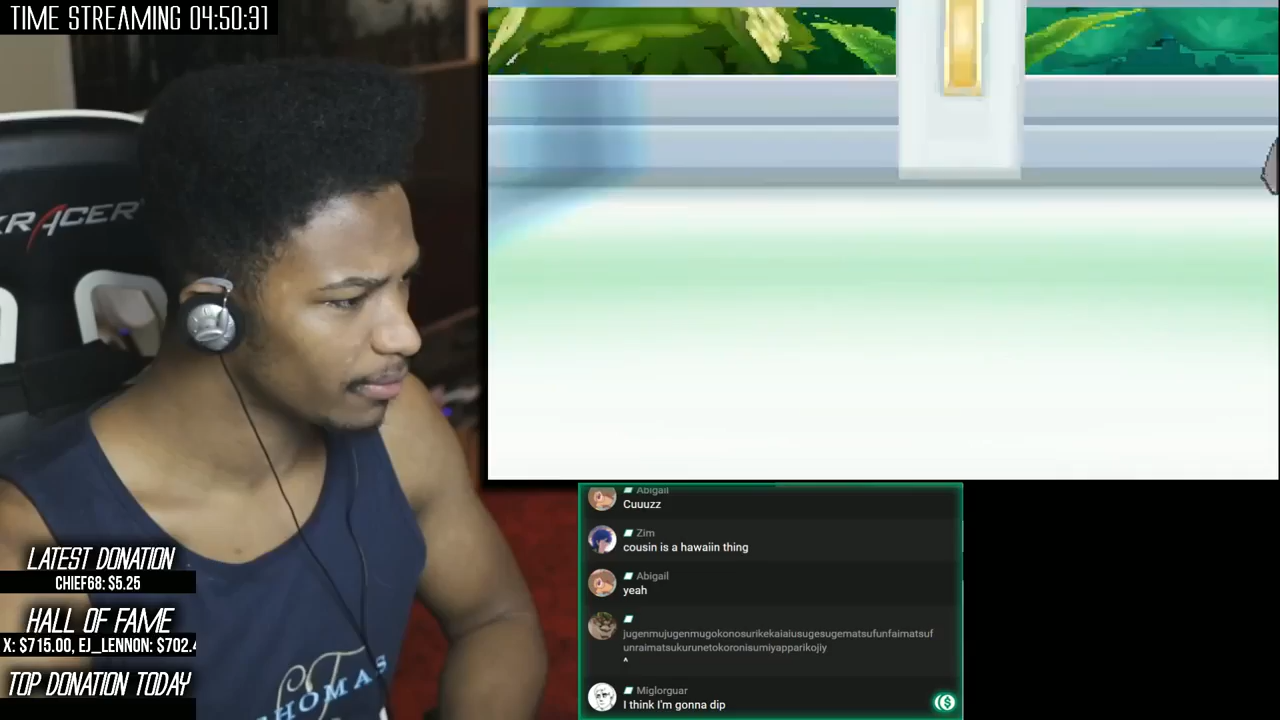 TIME STREAMING 04:50:31
XRACER
LATEST DONATION
CHIEF68: $5.25
HALL OF FAME
X: $715.00, EJ_LENNON: $702.4
TOP DONATION TODAY
THOMAS
Abigail
Cuuuzz
Zim
cousin is a hawaiin thing
Abigail
yeah
jugenmujugenmugokonosurikekaiaiusugesugematsufunfaimatsuf
unraimatsukurunetokoronisumiyapparikojiy
^
Miglorguar
I think I'm gonna dip